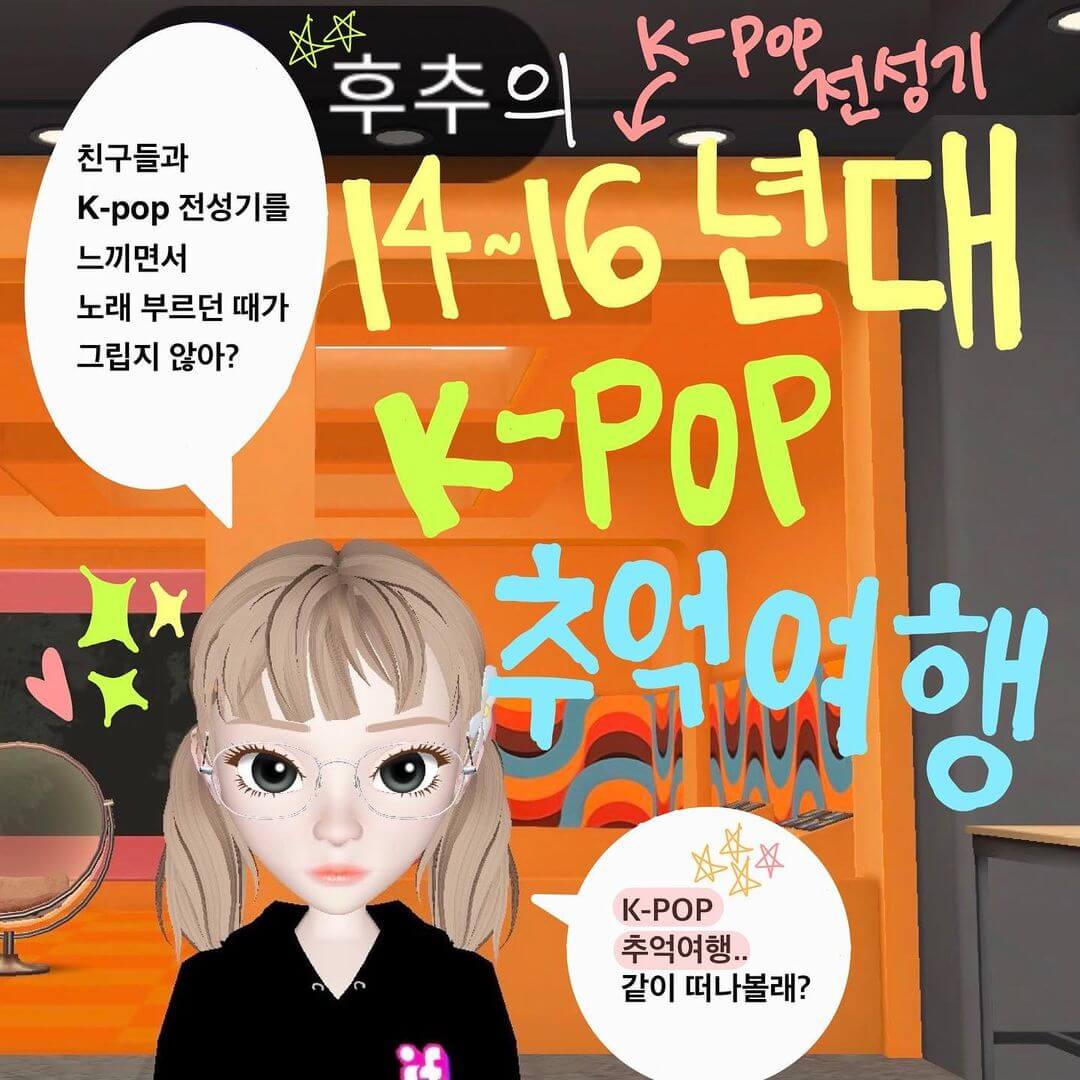 친구들과
K-pop 전성기를
느끼면서
노래 부르던 때가
그립지 않아?
후추의
K-POP
전성기
14~16년대
K-POP
추억여행
K-POP
추억여행..
같이 떠나볼래?